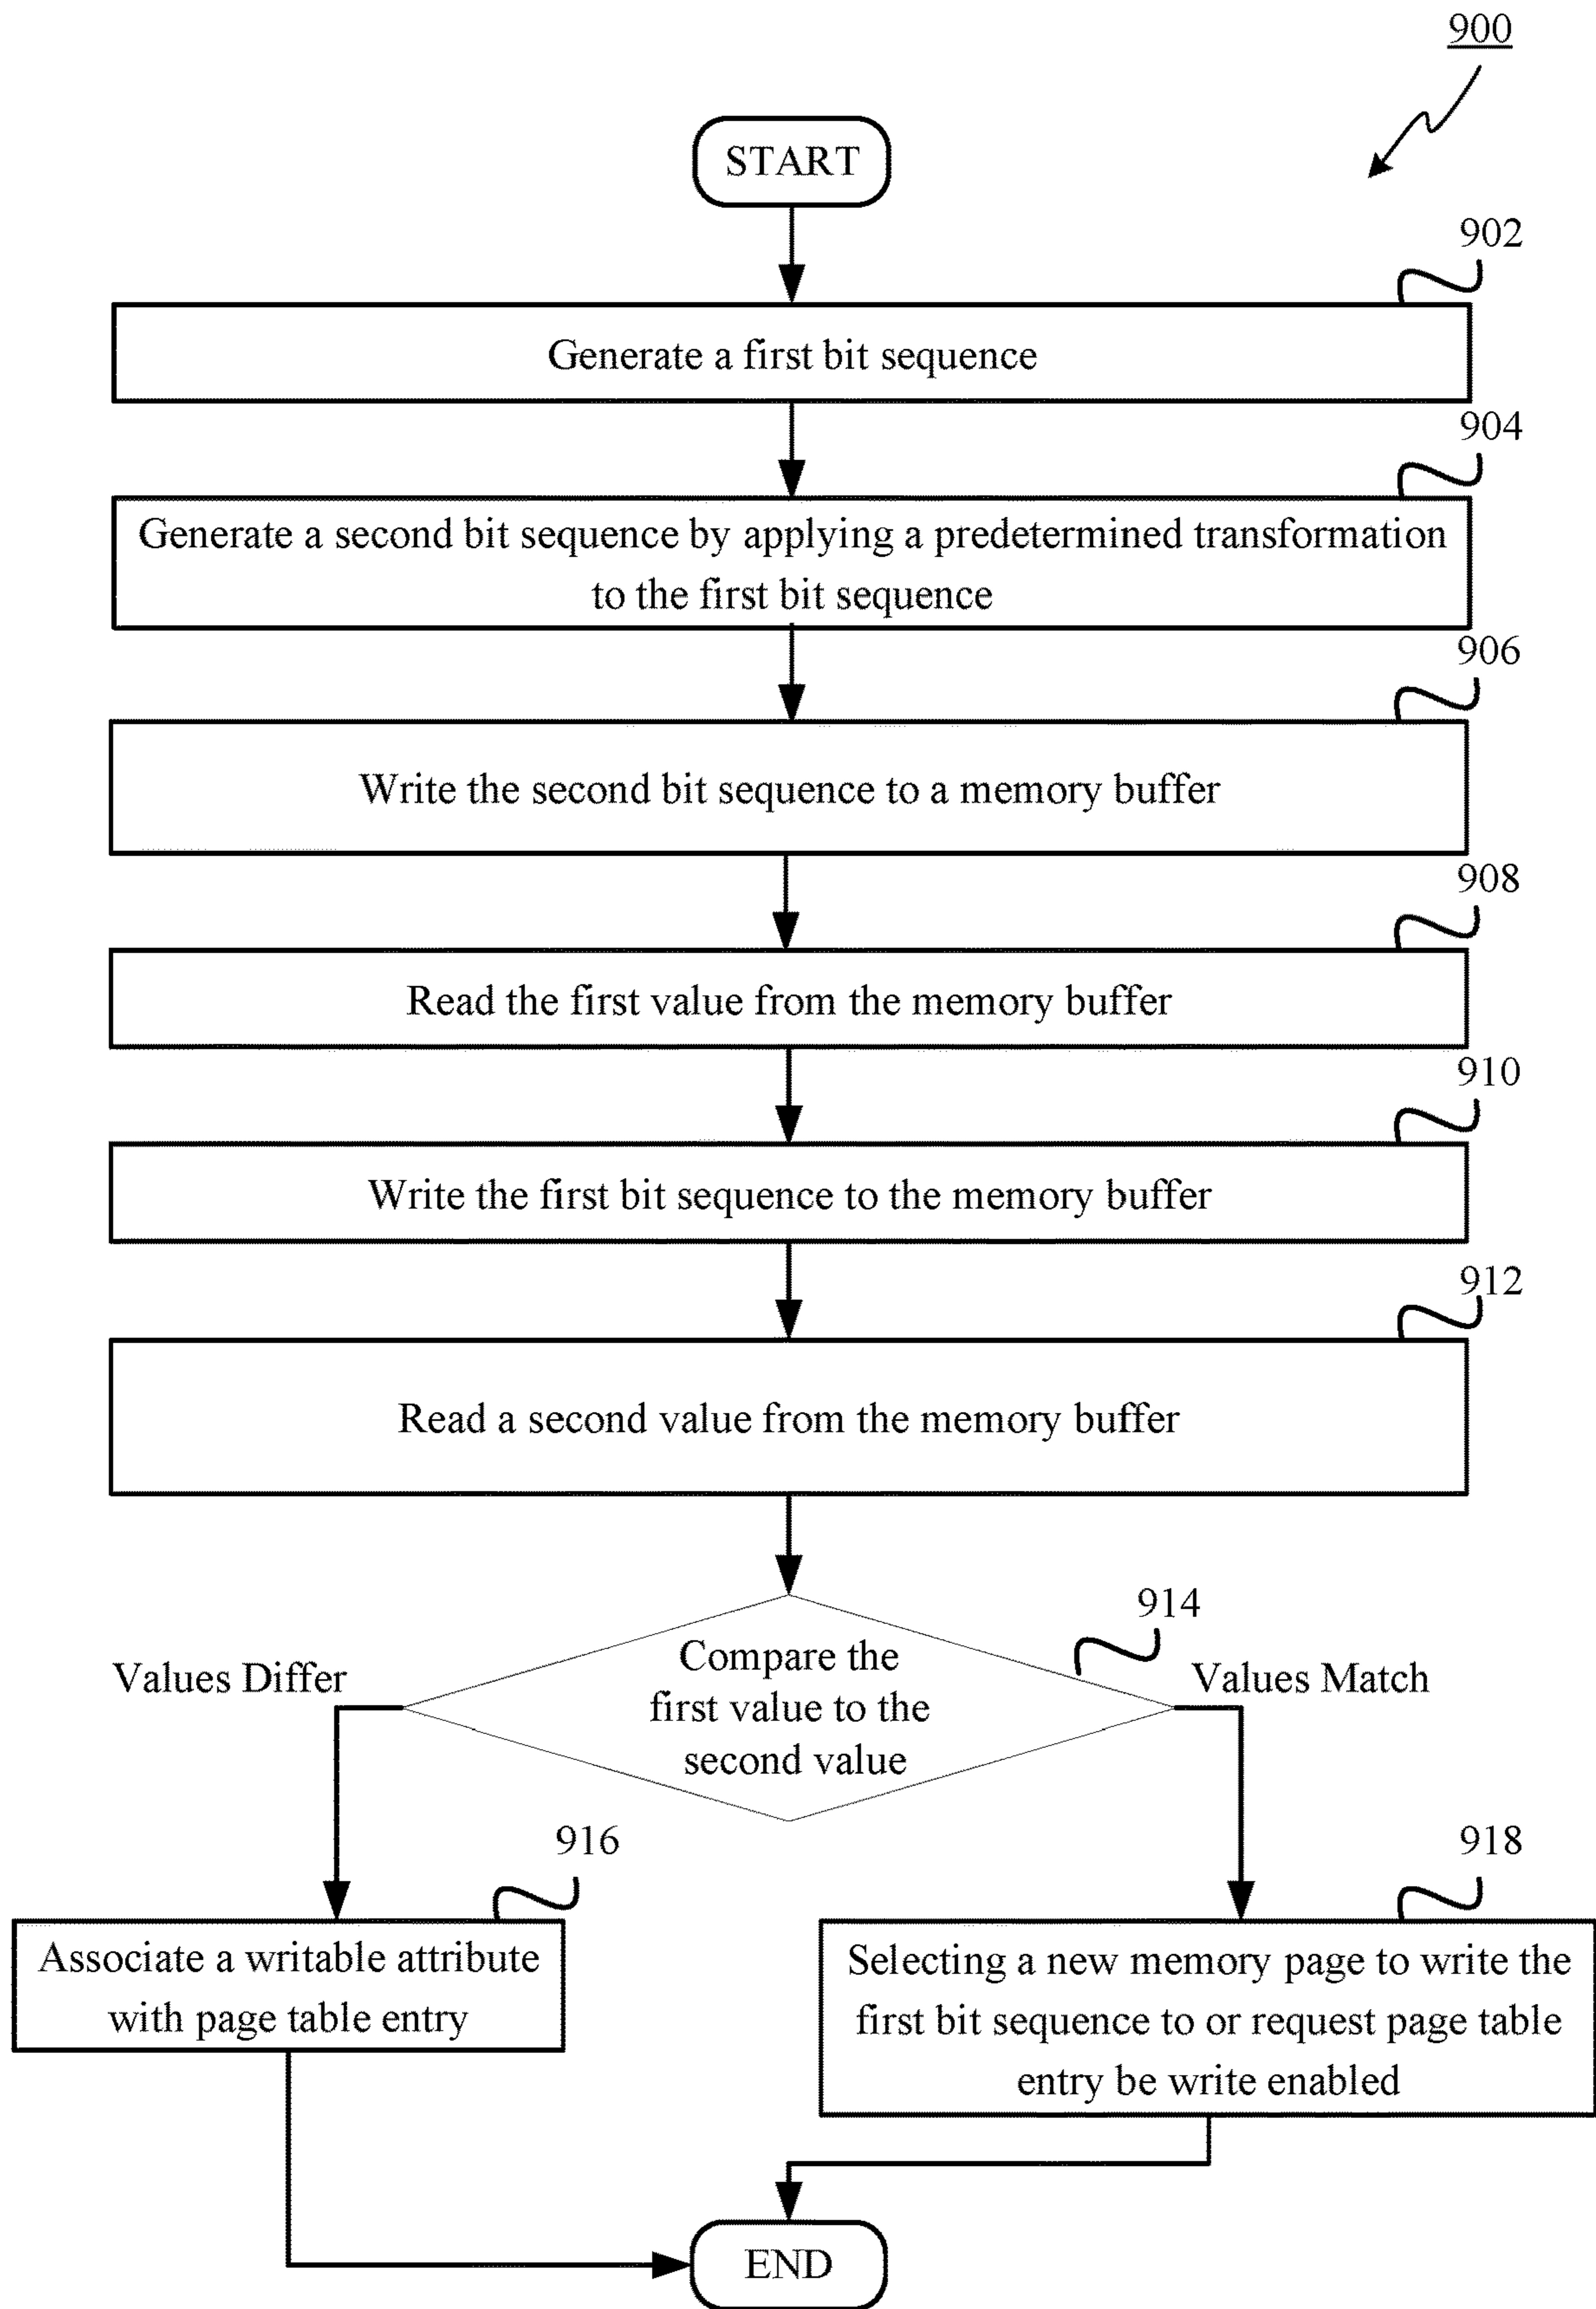 900
START
902
Generate a first bit sequence
904
Generate a second bit sequence by applying a predetermined transformation
to the first bit sequence
906
Write the second bit sequence to a memory buffer
908
Read the first value from the memory buffer
910
Write the first bit sequence to the memory buffer
912
Read a second value from the memory buffer
914
Compare the
first value to the
second value
Values Differ
Values Match
916
Associate a writable attribute
with page table entry
918
Selecting a new memory page to write the
first bit sequence to or request page table
entry be write enabled
END